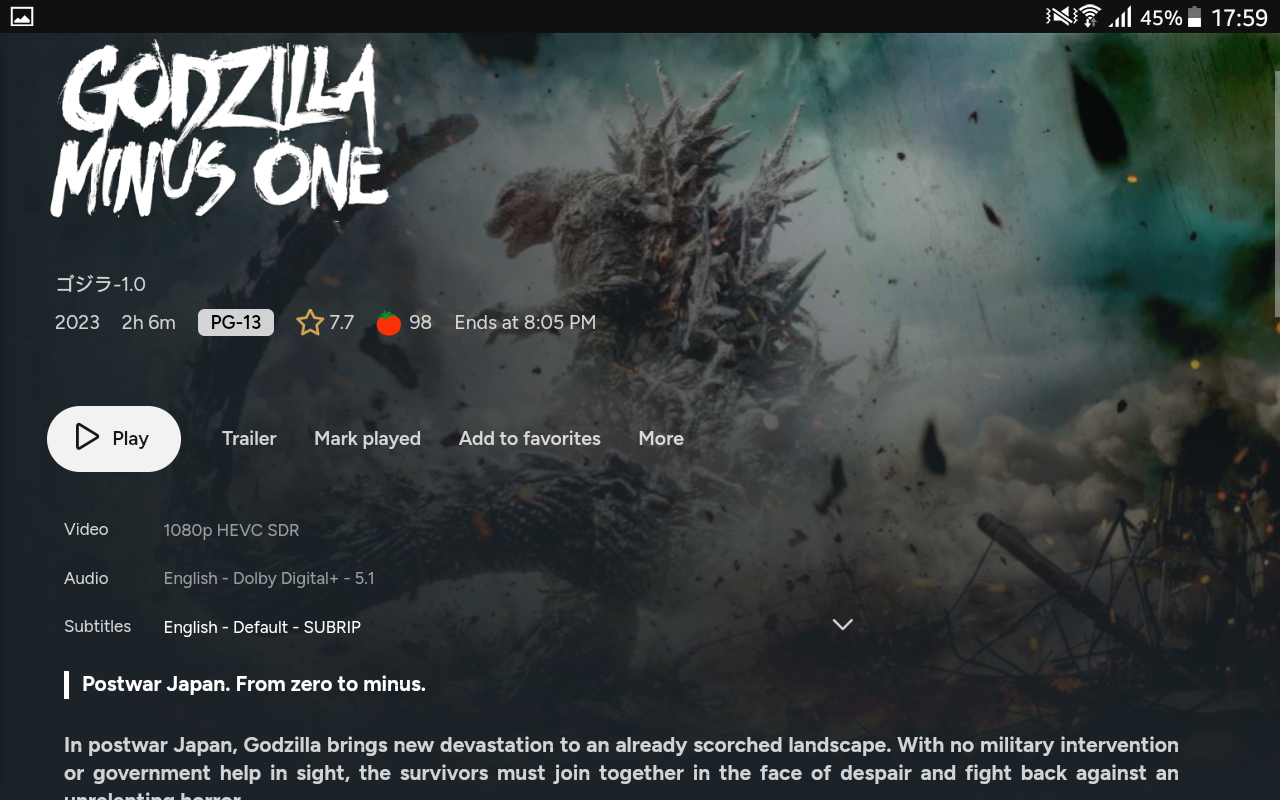 45% 17:59
GODZILLA
MINUS ONE
ゴジラ-1.0
2023 2h 6m PG-13 7.7 98 Ends at 8:05 PM
Play Trailer Mark played Add to favorites More
Video 1080p HEVC SDR
Audio English - Dolby Digital+ - 5.1
Subtitles English - Default - SUBRIP
Postwar Japan. From zero to minus.
In postwar Japan, Godzilla brings new devastation to an already scorched landscape. With no military intervention
or government help in sight, the survivors must join together in the face of despair and fight back against an
unrelenting horror.